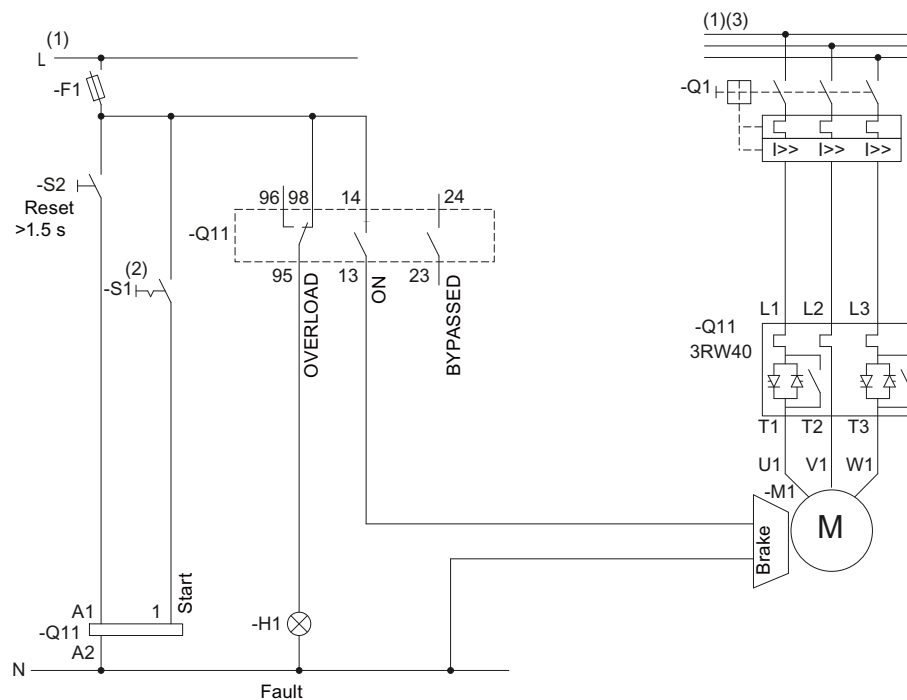 (1)
L
-F1
-S2
Reset
>1.5 s
(2)
-S1
96 98 14 24
-Q11
95 13 23
OVERLOAD
ON
BYPASSED
A1 1
Start
-Q11
A2
N
-H1
Fault
(1)(3)
-Q1
I>> I>> I>>
L1 L2 L3
-Q11
3RW40
T1 T2 T3
U1 V1 W1
-M1
M
Brake